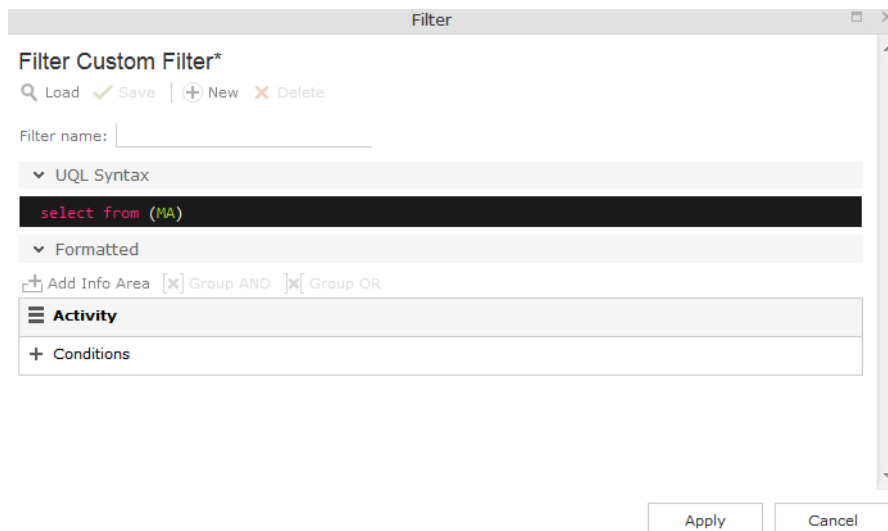 Filter
Filter Custom Filter*
Load Save New Delete
Filter name:
UQL Syntax
select from (MA)
Formatted
Add Info Area Group AND Group OR
Activity
Conditions
Apply Cancel